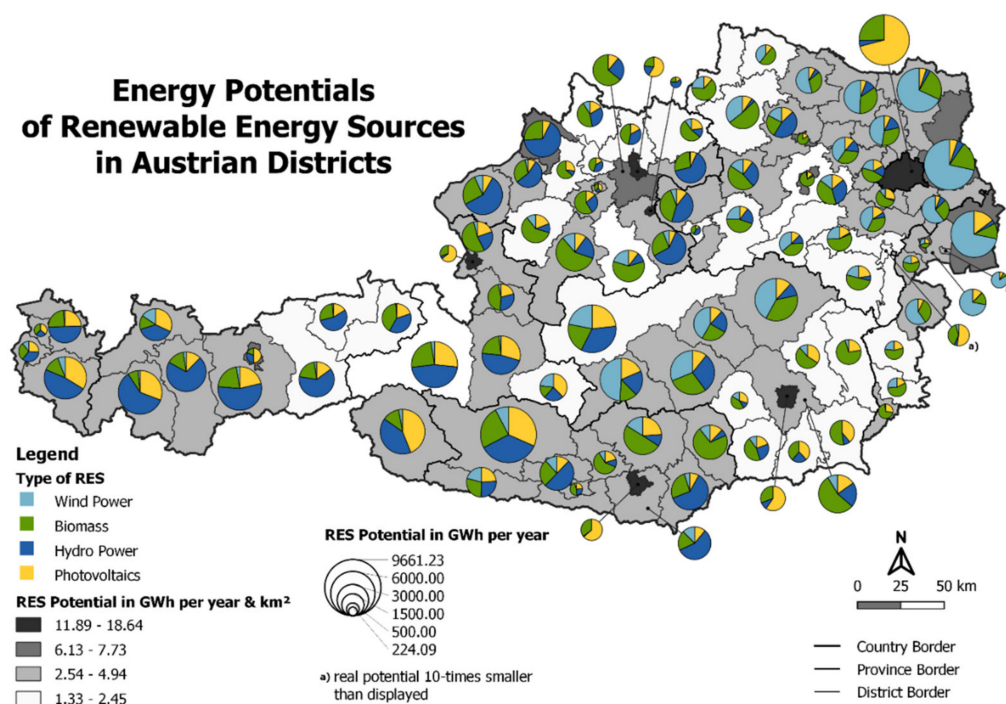 Energy Potentials
of Renewable Energy Sources
in Austrian Districts
a)
Legend
Type of RES
Wind Power
Biomass
Hydro Power
Photovoltaics
RES Potential in GWh per year & km²
11.89 - 18.64
6.13 - 7.73
2.54 - 4.94
1.33 - 2.45
RES Potential in GWh per year
9661.23
6000.00
3000.00
1500.00
500.00
224.09
a) real potential 10-times smaller
than displayed
N
0 25 50 km
Country Border
Province Border
District Border